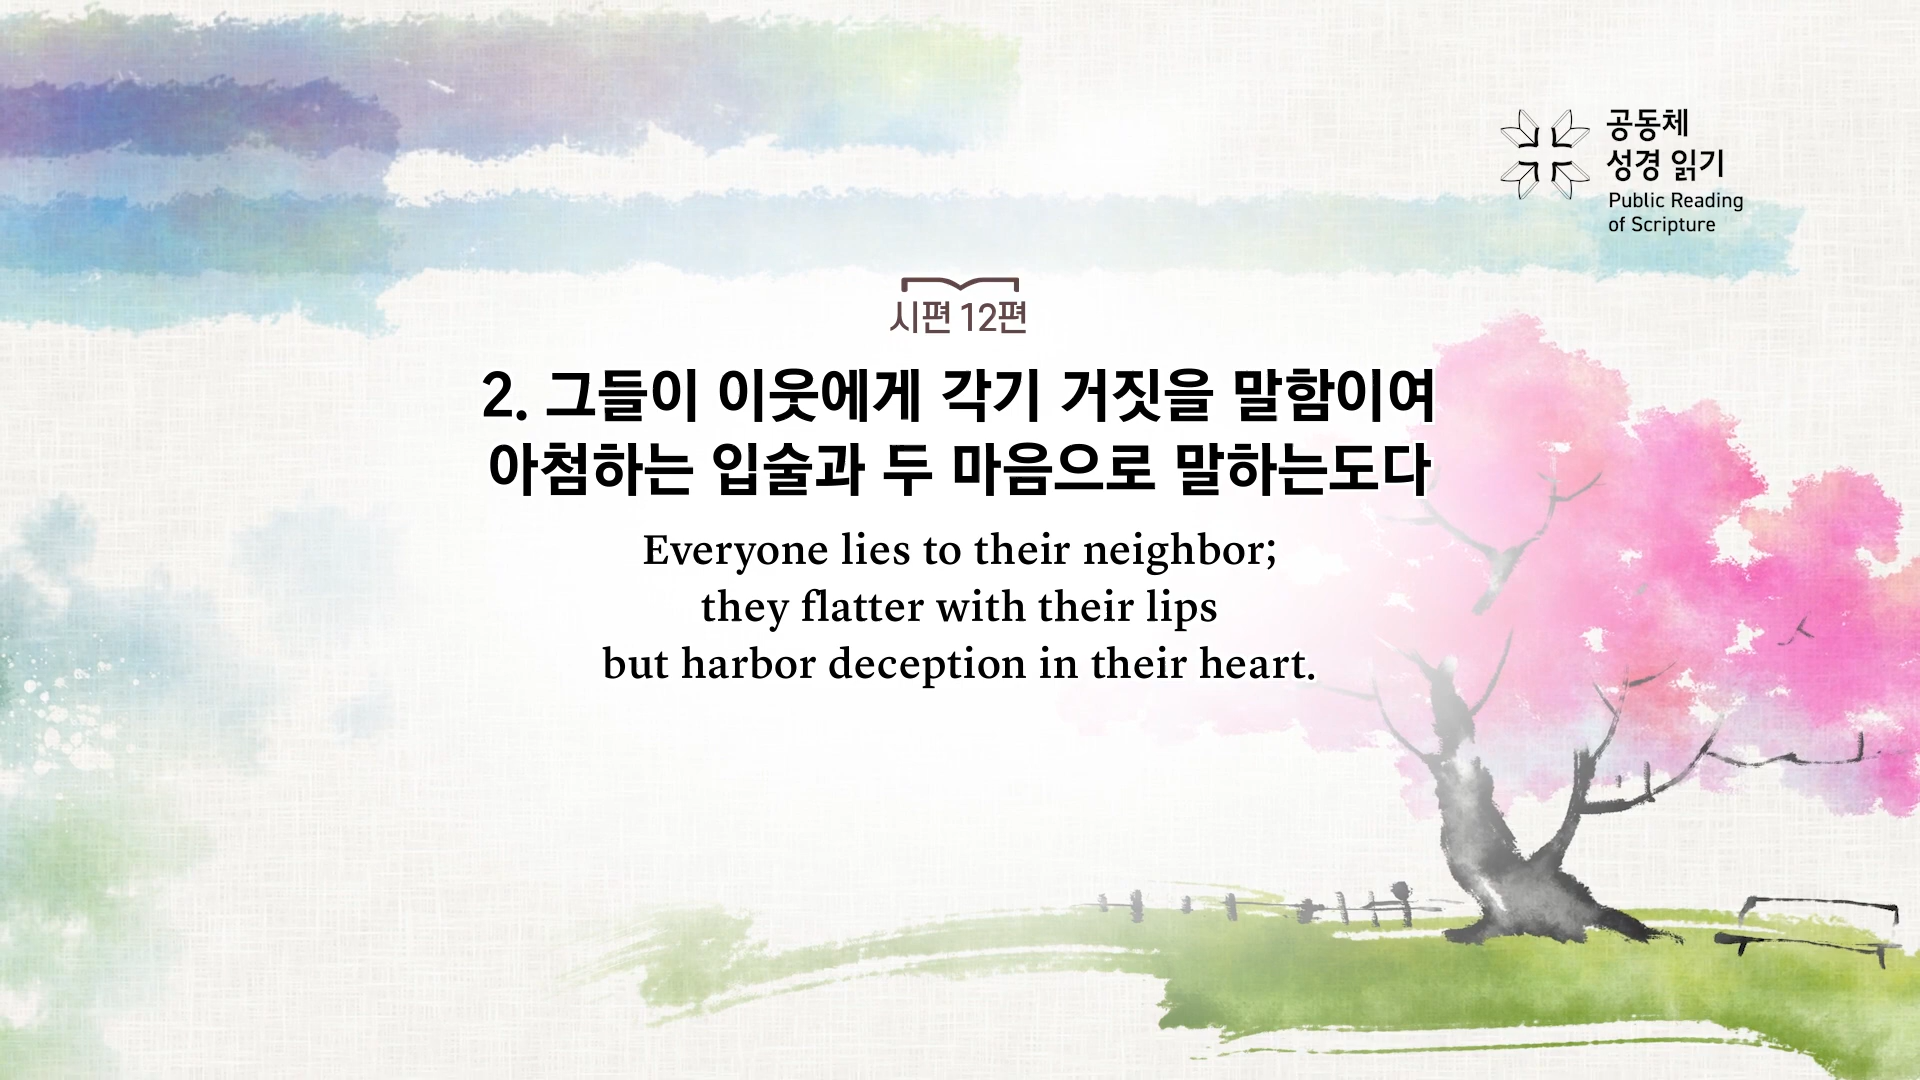 공동체
성경 읽기
Public Reading
of Scripture
시편 12편
2. 그들이 이웃에게 각기 거짓을 말함이여
아첨하는 입술과 두 마음으로 말하는도다
Everyone lies to their neighbor;
they flatter with their lips
but harbor deception in their heart.